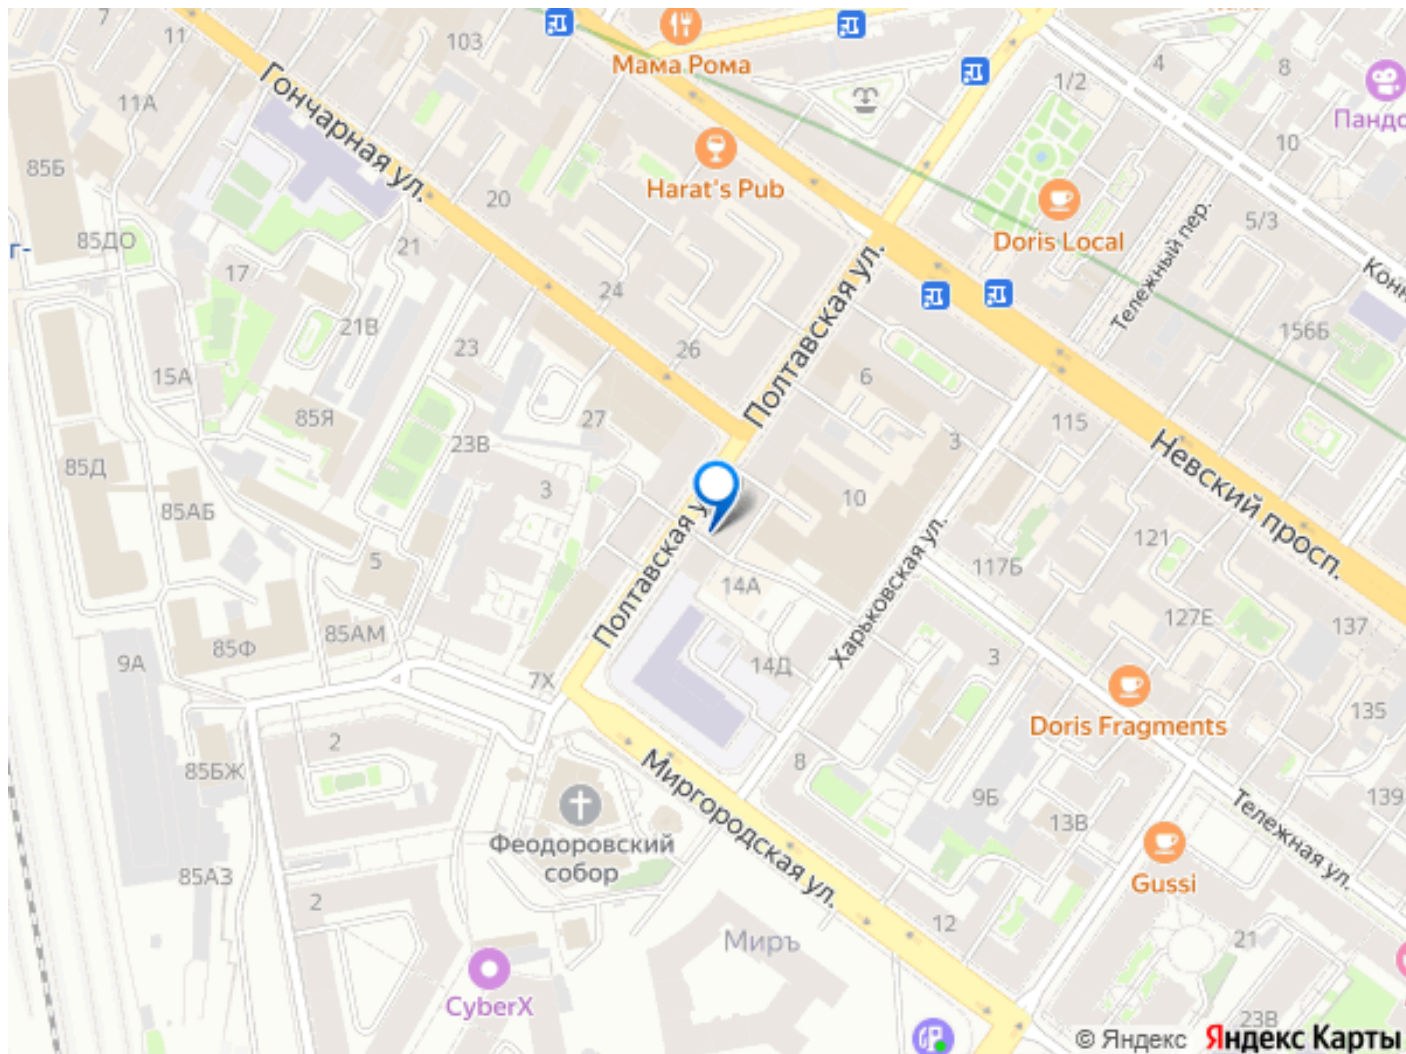 7
11
103
Мама Рома
Гончарная ул.
11А
1/2
4
8
10
Пандо
85Б
Harat's Pub
20
Doris Local
5/3
Тележный пер.
г-
85ДО
21
17
24
Полтавская ул.
Конн
21В
23
26
156Б
15А
6
85Я
27
23В
3
115
Невский просп.
85Д
3
10
85АБ
Полтавская у
121
5
14А
Харьковская ул.
117Б
127Е
137
9А
85Ф
85АМ
14Д
3
7Х
Doris Fragments
135
2
85БЖ
8
Миргородская ул.
9Б
13В
139
Тележная ул.
Феодоровский
собор
85АЗ
Gussi
2
12
Миръ
21
CyberX
23В
© Яндекс Яндекс Карты